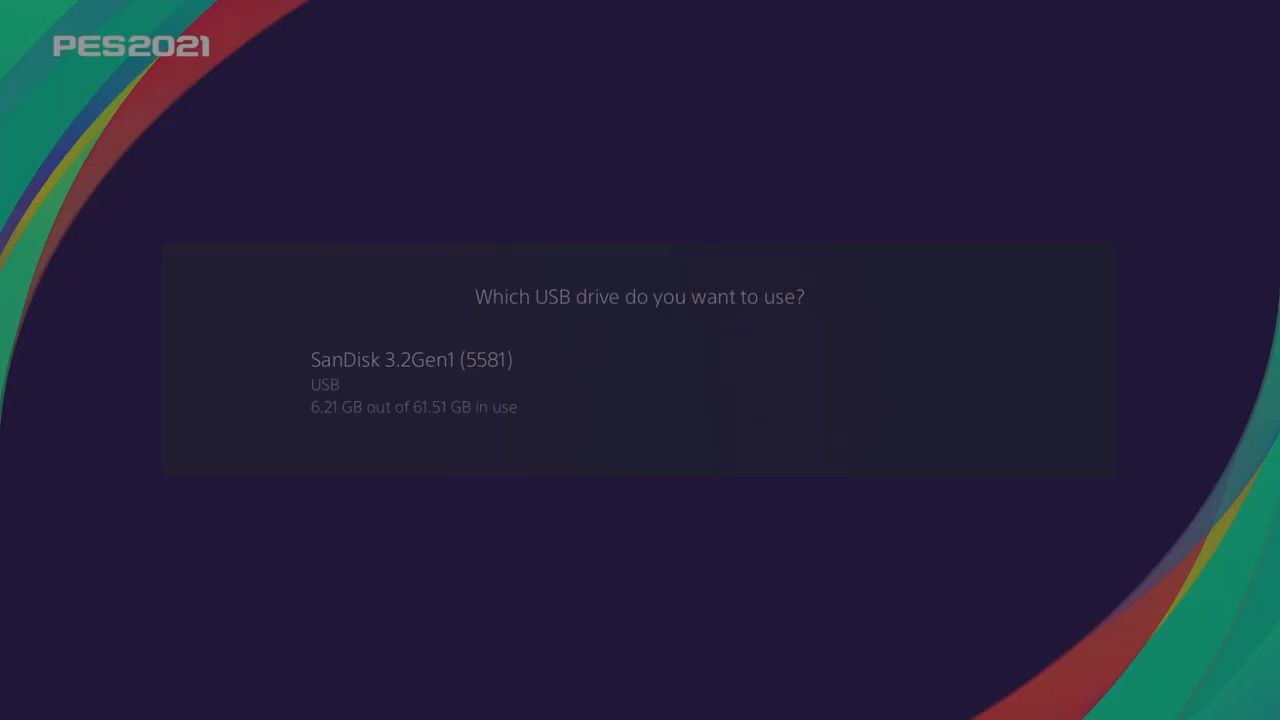 PES2021
Which USB drive do you want to use?
SanDisk 3.2Gen1 (5581)
USB
6.21 GB out of 61.51 GB in use